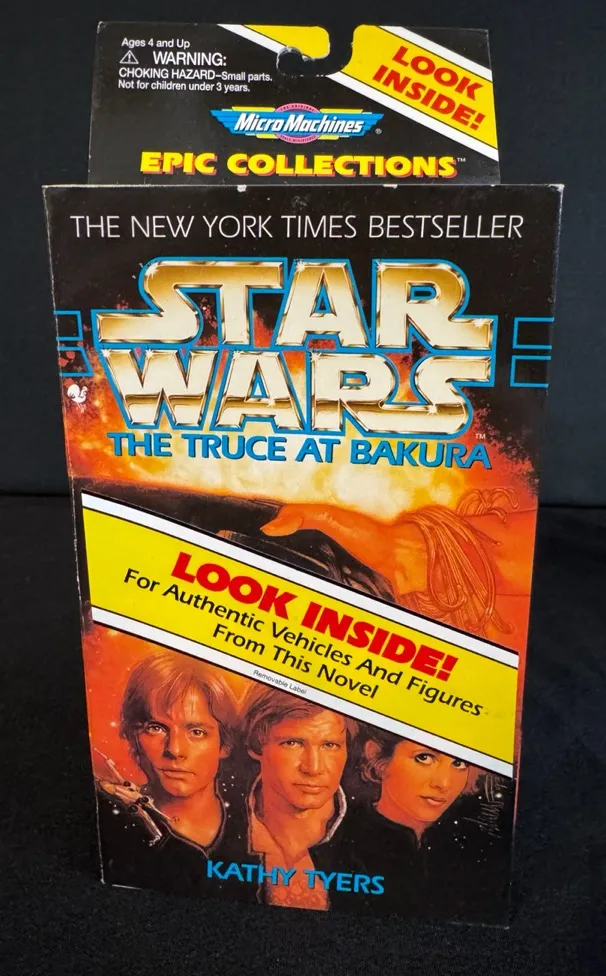 Ages 4 and Up
⚠ WARNING:
CHOKING HAZARD-Small parts.
Not for children under 3 years.
LOOK
INSIDE!
Micro Machines®
EPIC COLLECTIONS™
THE NEW YORK TIMES BESTSELLER
STAR
WARS™
THE TRUCE AT BAKURA
LOOK INSIDE!
For Authentic Vehicles And Figures
From This Novel
Removable Label
KATHY TYERS